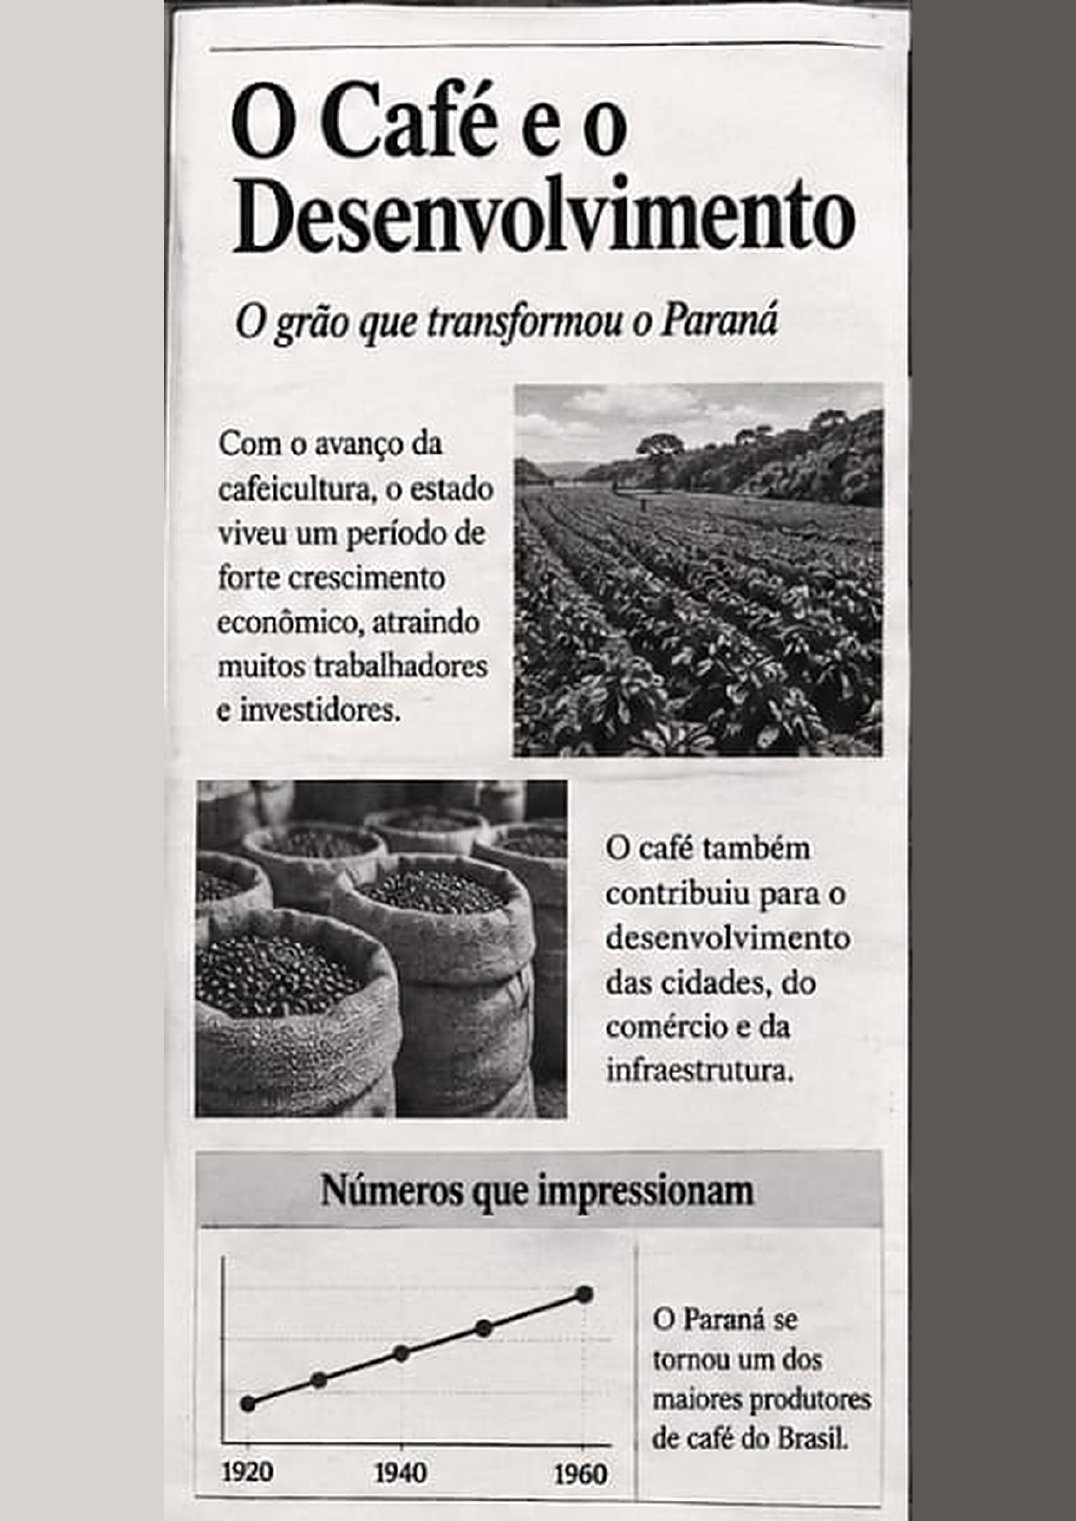 O Café e o
Desenvolvimento
O grão que transformou o Paraná
Com o avanço da
cafeicultura, o estado
viveu um período de
forte crescimento
econômico, atraindo
muitos trabalhadores
e investidores.
O café também
contribuiu para o
desenvolvimento
das cidades, do
comércio e da
infraestrutura.
Números que impressionam
1920
1940
1960
O Paraná se
tornou um dos
maiores produtores
de café do Brasil.